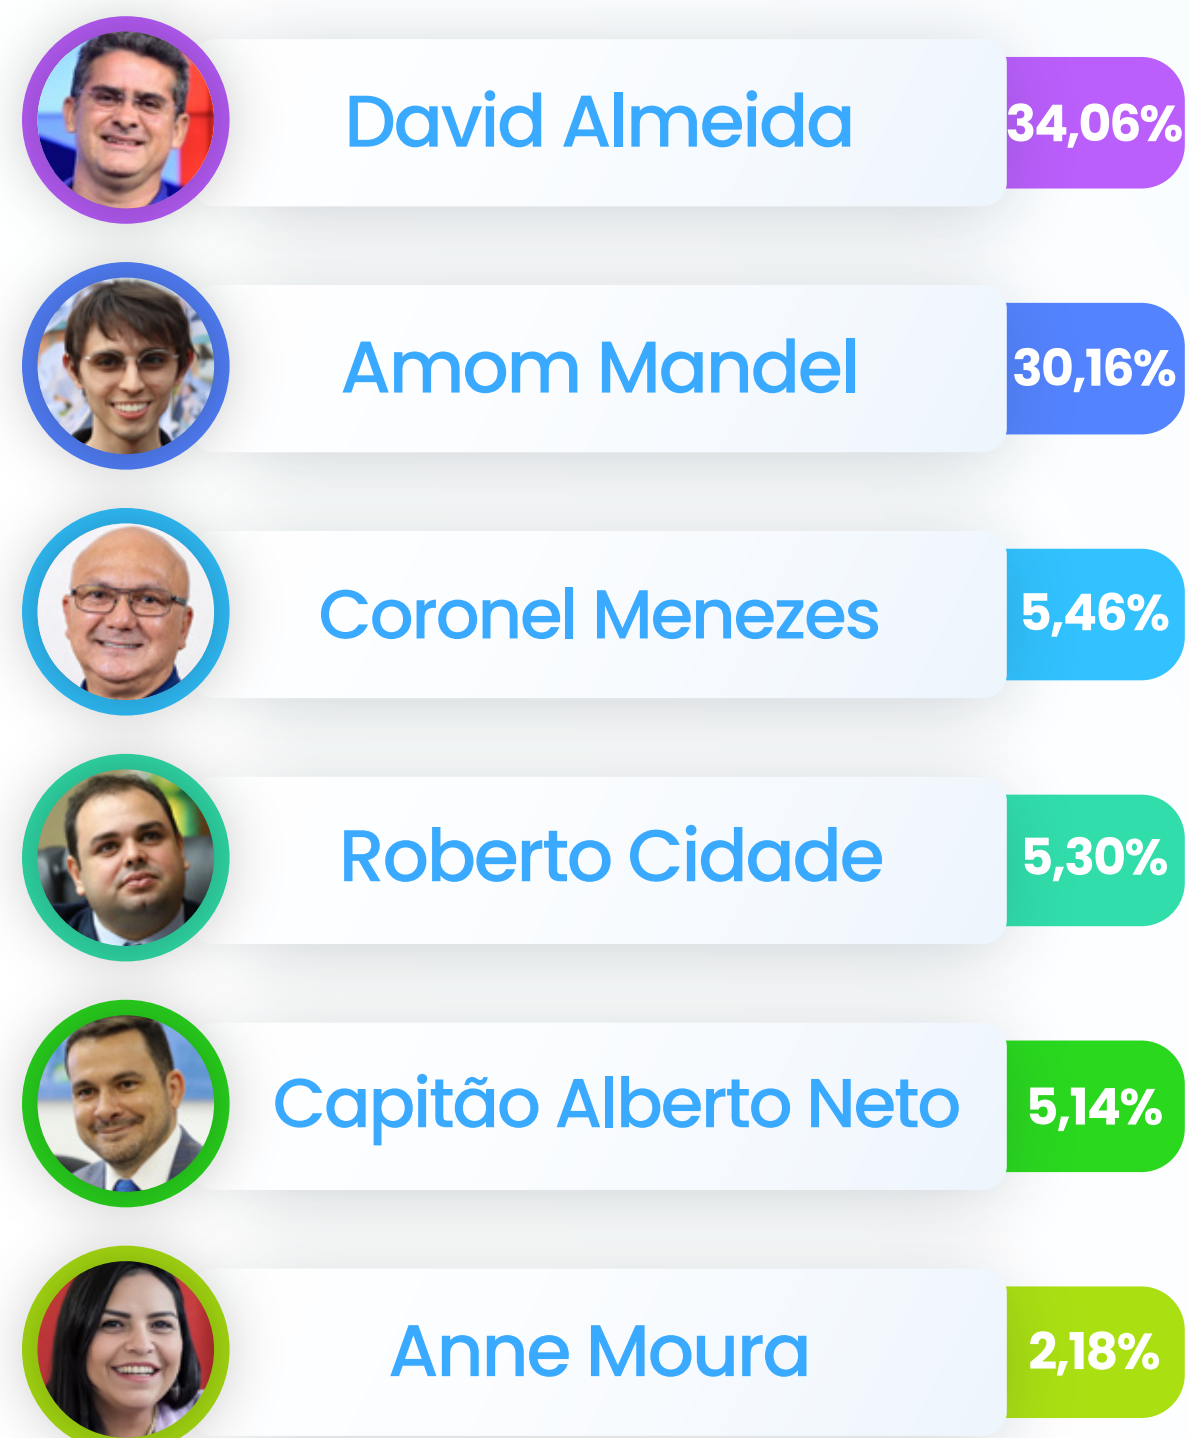 David Almeida 34,06%
Amom Mandel 30,16%
Coronel Menezes 5,46%
Roberto Cidade 5,30%
Capitão Alberto Neto 5,14%
Anne Moura 2,18%